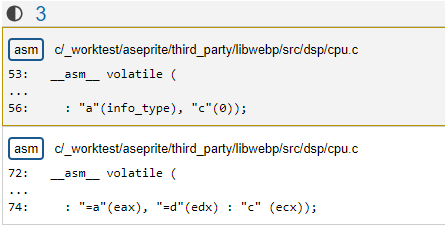 3
asm c/_worktest/aseprite/third_party/libwebp/src/dsp/cpu.c
53: __asm__ volatile (
...
56: : "a"(info_type), "c"(0));
asm c/_worktest/aseprite/third_party/libwebp/src/dsp/cpu.c
72: __asm__ volatile (
...
74: : "=a"(eax), "=d"(edx) : "c" (ecx));